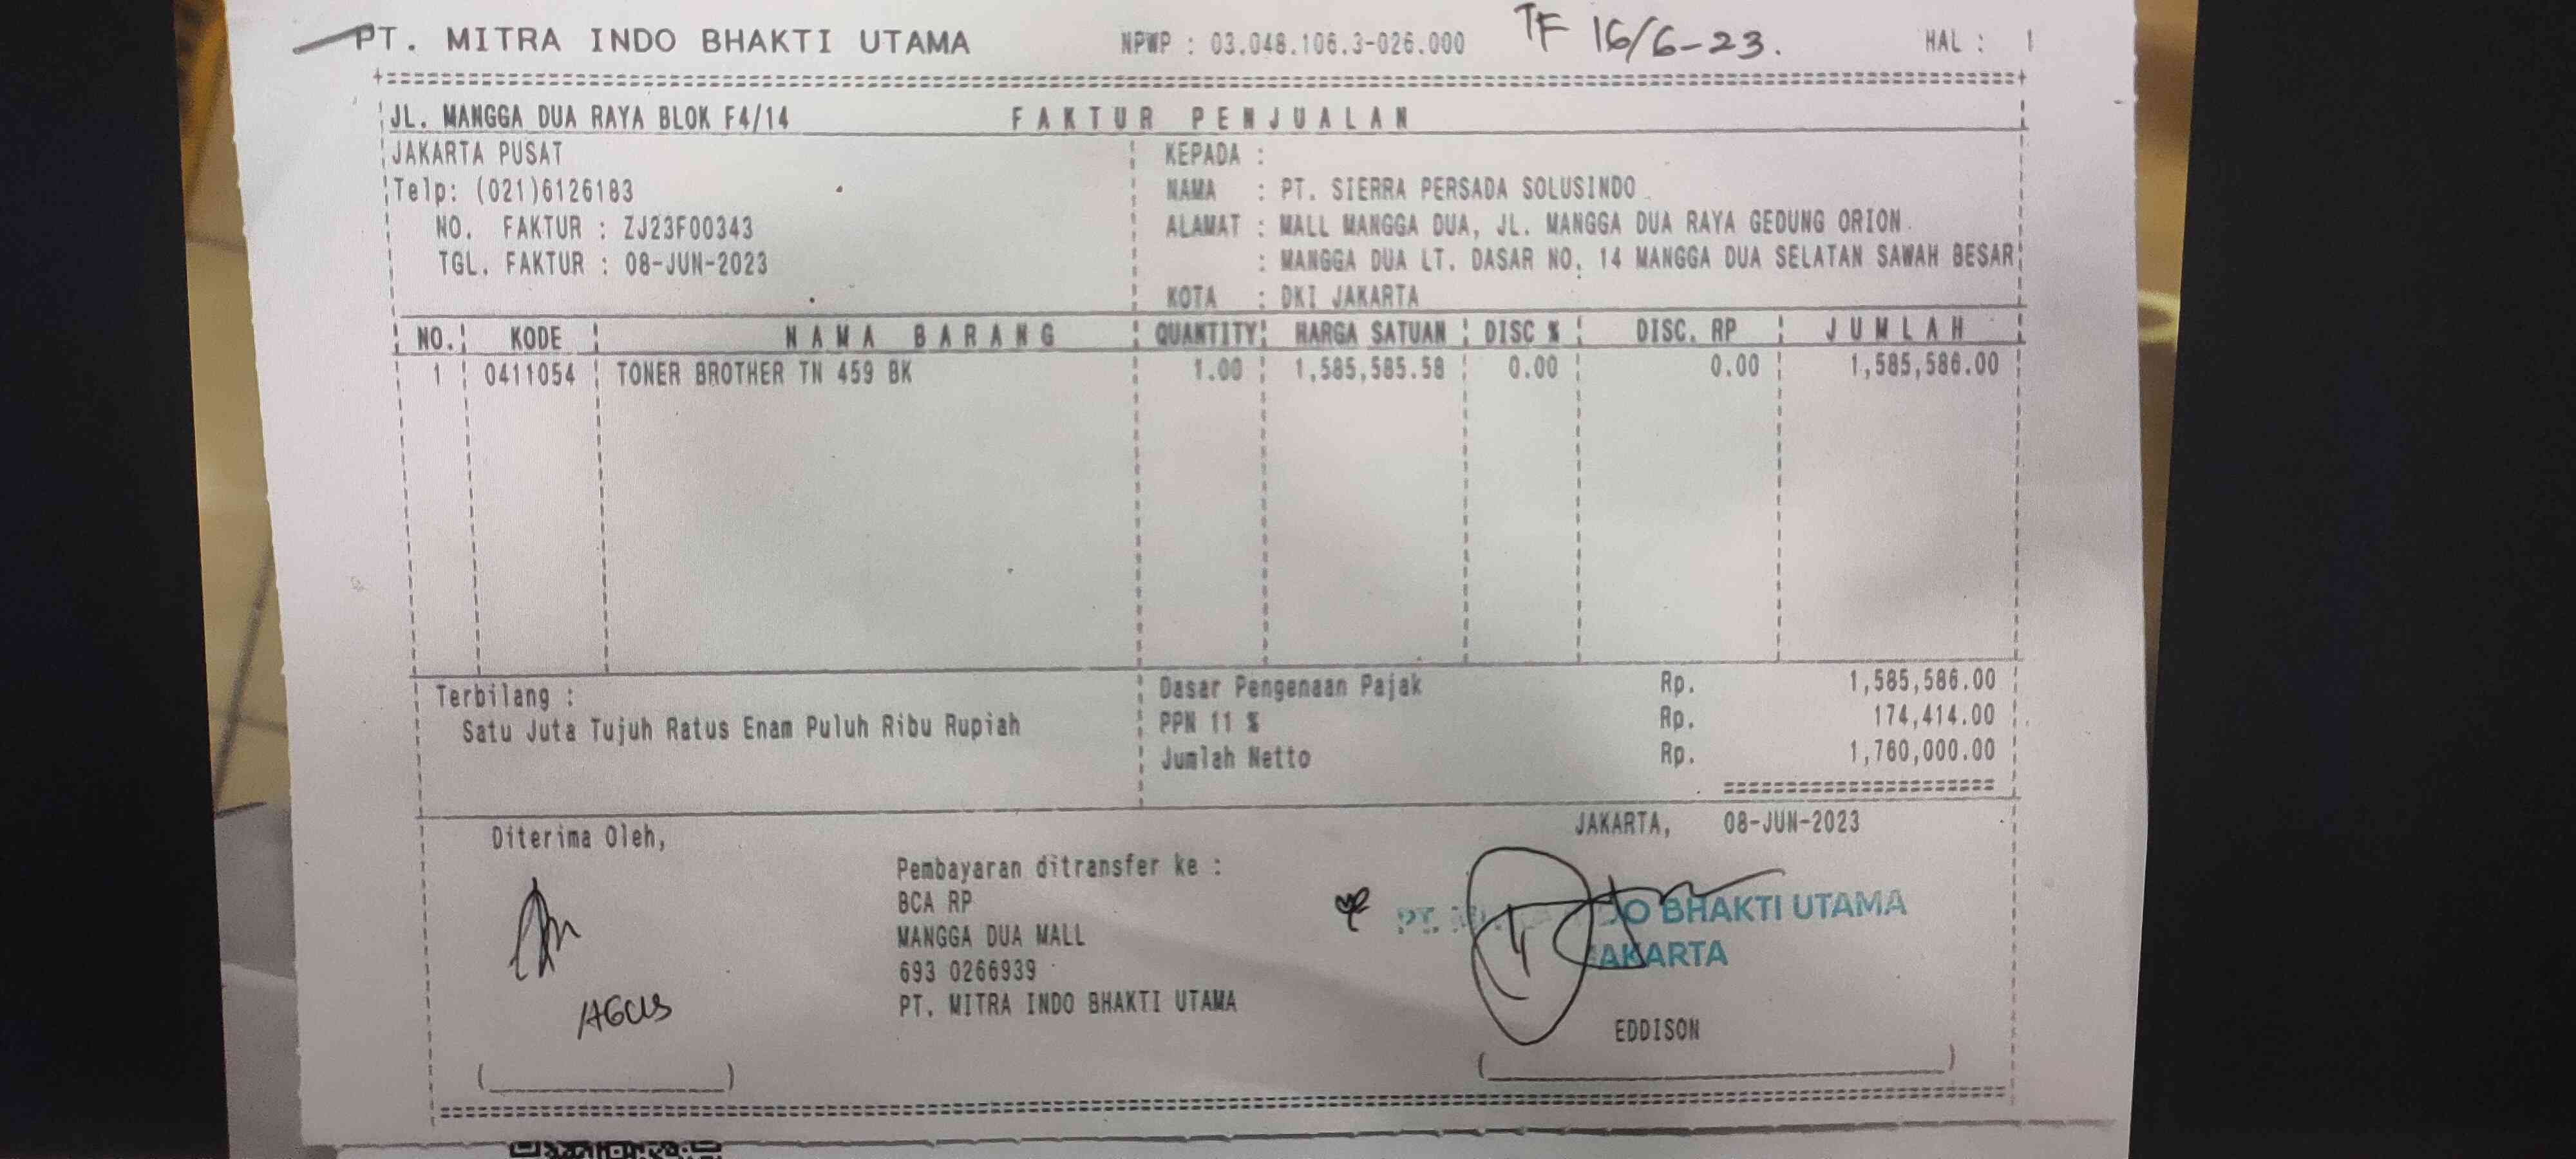 PT. MITRA INDO BHAKTI UTAMA NPWP : 03.048.106.3-026.000 TF 16/6-23. HAL : 1
JL. MANGGA DUA RAYA BLOK F4/14 FAKTUR PENJUALAN
JAKARTA PUSAT
Telp: (021)6126183
NO. FAKTUR : ZJ23F00343
TGL. FAKTUR : 08-JUN-2023
KEPADA :
NAMA : PT. SIERRA PERSADA SOLUSINDO
ALAMAT : MALL MANGGA DUA, JL. MANGGA DUA RAYA GEDUNG ORION
: MANGGA DUA LT. DASAR NO. 14 MANGGA DUA SELATAN SAWAH BESAR
KOTA : DKI JAKARTA
NO. KODE NAMA BARANG QUANTITY HARGA SATUAN DISC % DISC. RP JUMLAH
1 0411054 TONER BROTHER TN 459 BK 1.00 1,585,585.58 0.00 0.00 1,585,586.00
Terbilang :
Satu Juta Tujuh Ratus Enam Puluh Ribu Rupiah
Dasar Pengenaan Pajak Rp. 1,585,586.00
PPN 11 % Rp. 174,414.00
Jumlah Netto Rp. 1,760,000.00
Diterima Oleh,
AGUS
Pembayaran ditransfer ke :
BCA RP
MANGGA DUA MALL
693 0266939
PT. MITRA INDO BHAKTI UTAMA
JAKARTA, 08-JUN-2023
PT. BHAKTI UTAMA
JAKARTA
EDDISON